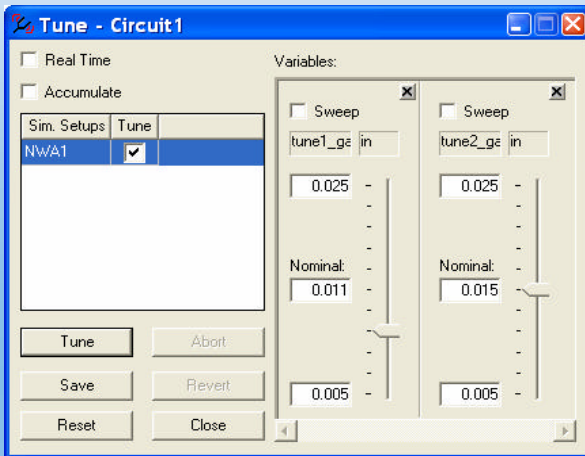 Tune - Circuit1
Real Time
Accumulate
Sim. Setups Tune
NWA1
Tune Abort
Save Revert
Reset Close
Variables:
Sweep
tune1_ga in
0.025
Nominal:
0.011
0.005
Sweep
tune2_ga in
0.025
Nominal:
0.015
0.005